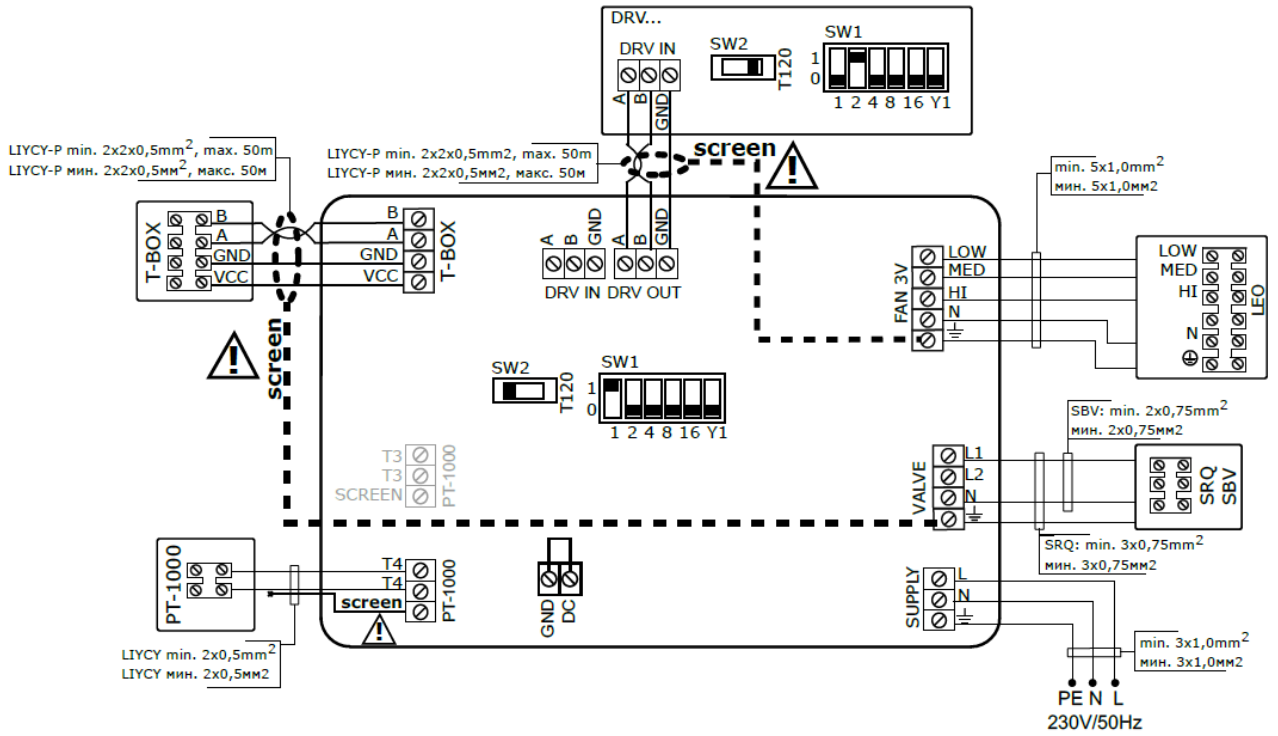 DRV...
DRV IN
A
B
GND
SW2
T120
SW1
1
0
1 2 4 8 16 Y1
LIYCY-P min. 2x2x0,5mm², max. 50m
LIYCY-P мин. 2x2x0,5мм², макс. 50м
LIYCY-P min. 2x2x0,5mm2, max. 50m
LIYCY-P мин. 2x2x0,5мм2, макс. 50м
screen
!
min. 5x1,0mm²
мин. 5x1,0мм2
T-BOX
B
A
GND
VCC
B
A
GND
VCC
T-BOX
A
B
GND
A
B
GND
DRV IN DRV OUT
FAN 3V
LOW
MED
HI
N
LOW
MED
HI
N
LEO
!
screen
SW2
T120
SW1
1
0
1 2 4 8 16 Y1
SBV: min. 2x0,75mm²
мин. 2x0,75мм2
T3
T3
SCREEN
PT-1000
VALVE
L1
L2
N
SRQ
SBV
SRQ: min. 3x0,75mm²
мин. 3x0,75мм2
PT-1000
T4
T4
screen
PT-1000
!
GND
DC
SUPPLY
L
N
LIYCY min. 2x0,5mm²
LIYCY мин. 2x0,5мм2
min. 3x1,0mm²
мин. 3x1,0мм2
PE N L
230V/50Hz